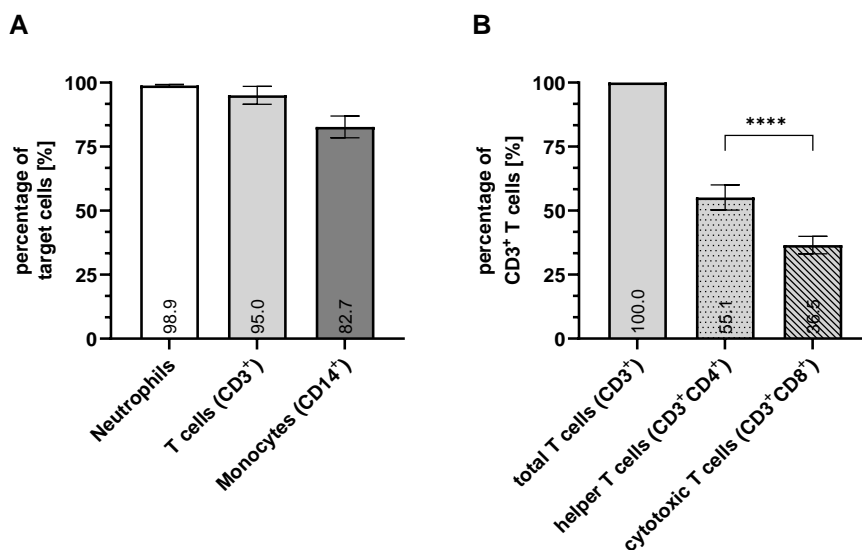 A
percentage of
target cells [%]
100
75
50
25
0
98.9
95.0
82.7
Neutrophils
T cells (CD3⁺)
Monocytes (CD14⁺)
B
percentage of
CD3⁺ T cells [%]
100
75
50
25
0
****
100.0
55.1
36.5
total T cells (CD3⁺)
helper T cells (CD3⁺CD4⁺)
cytotoxic T cells (CD3⁺CD8⁺)